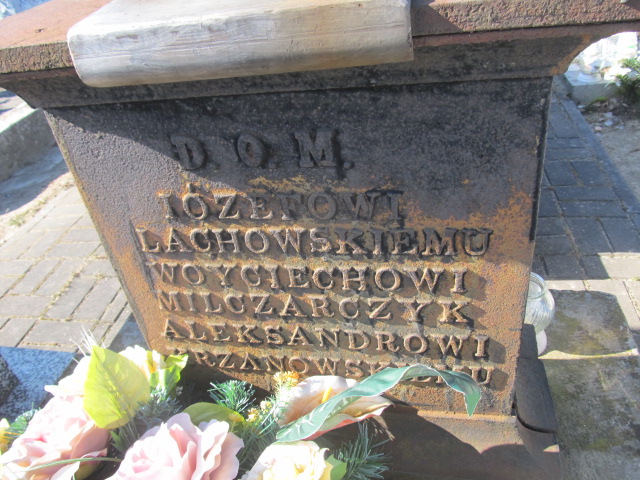 D. O. M.
IÓZEFOWI
LACHOWSKIEMU
WOYCIECHOWI
MILCZARCZYK
ALEKSANDROWI